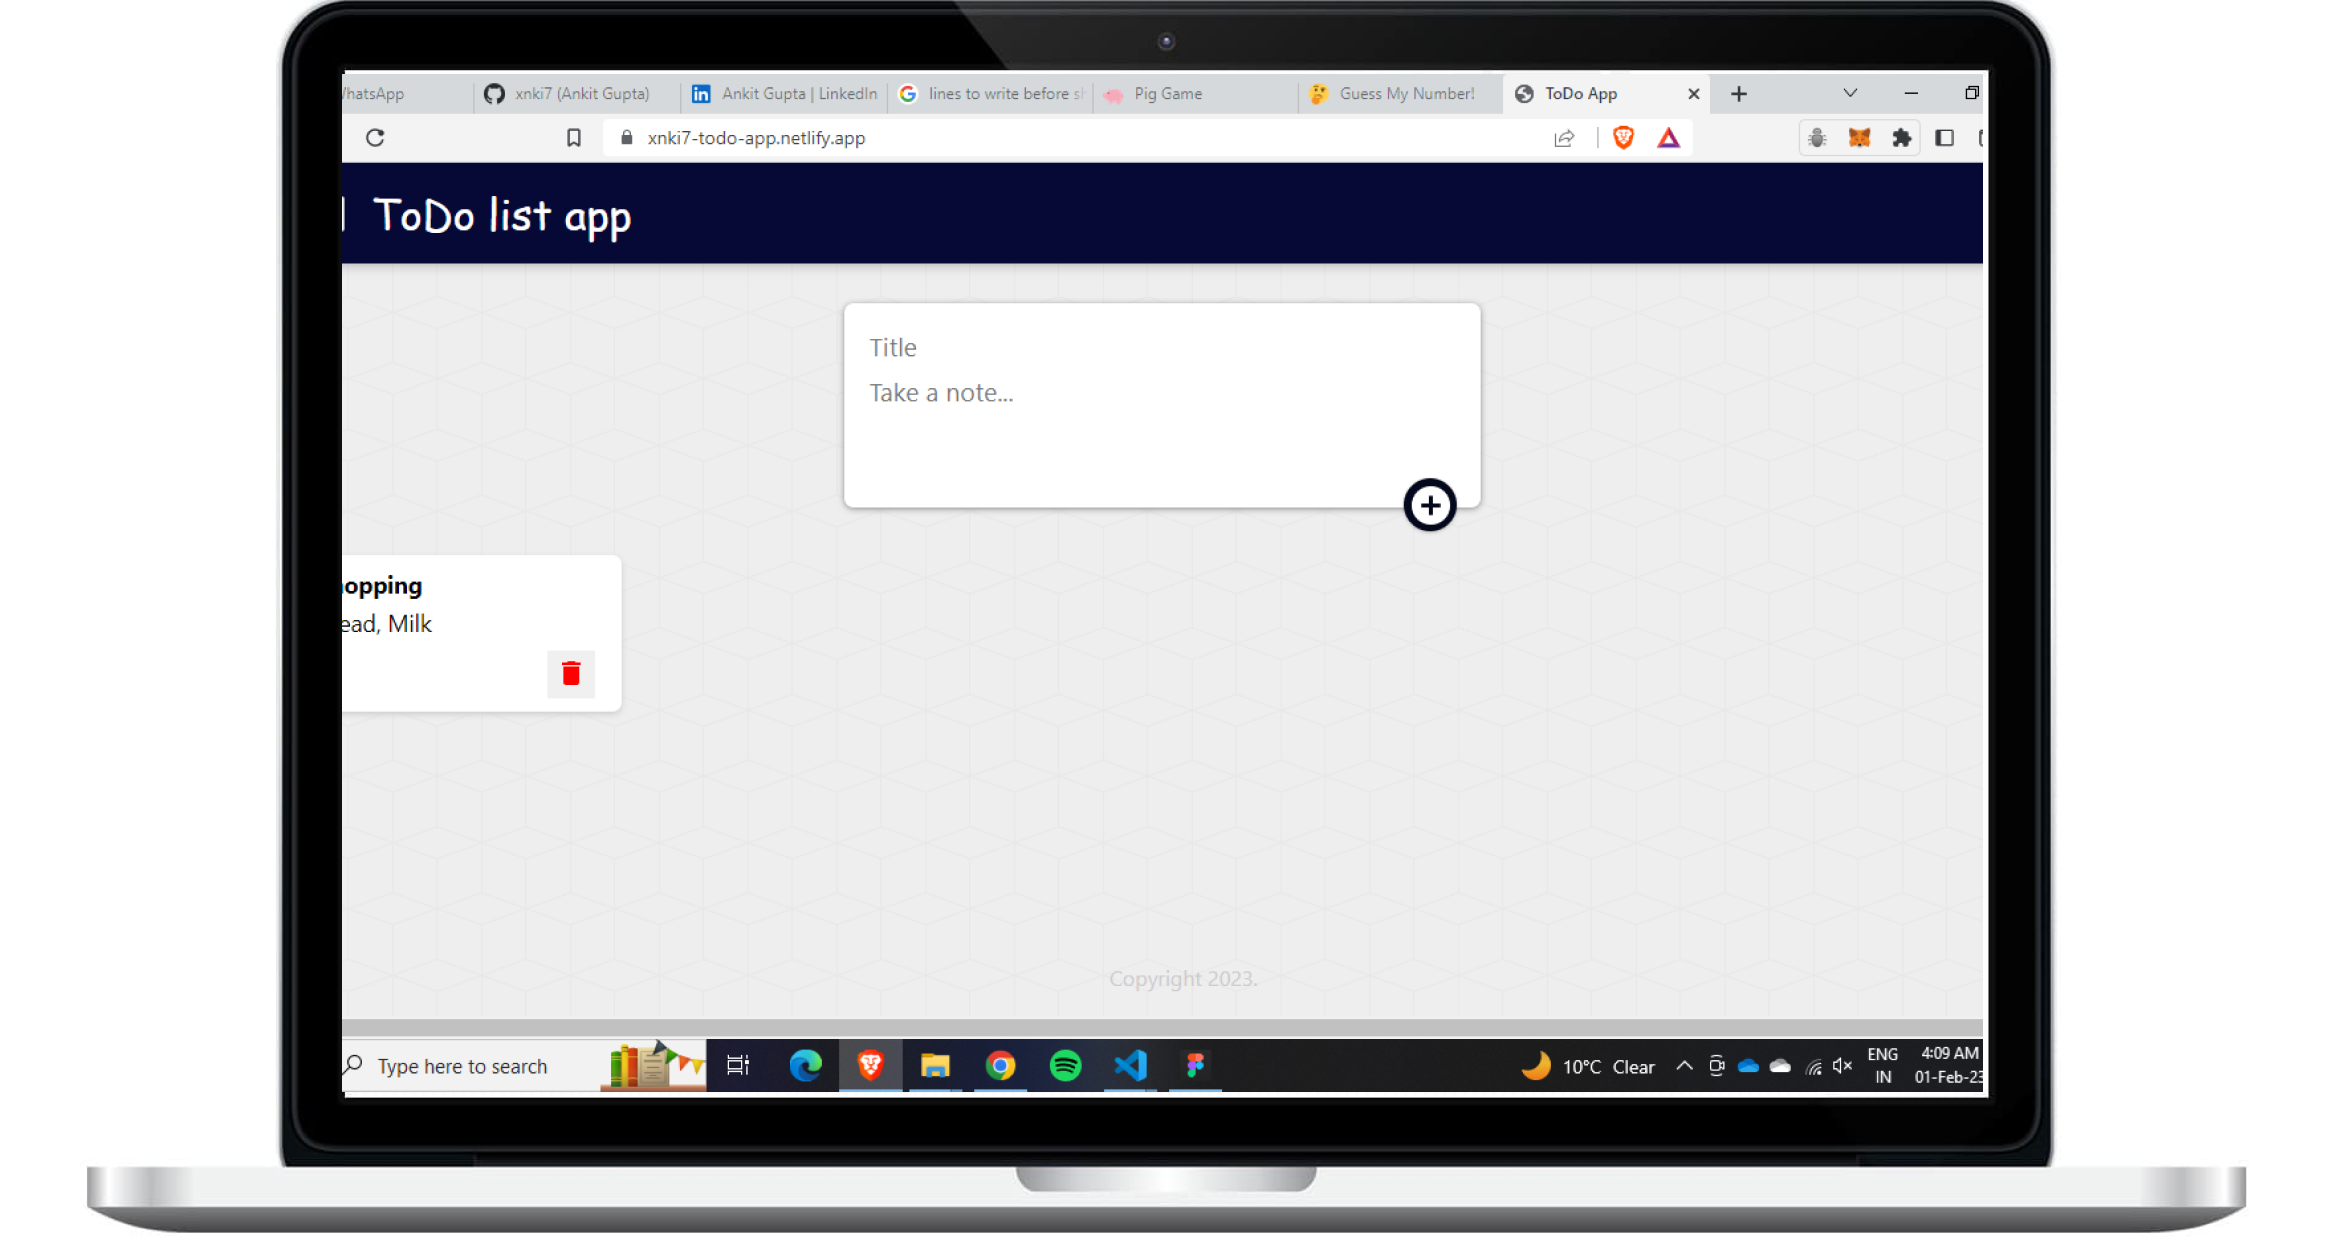 WhatsApp
xnki7 (Ankit Gupta)
Ankit Gupta | LinkedIn
lines to write before
Pig Game
Guess My Number!
ToDo App
xnki7-todo-app.netlify.app
ToDo list app
Title
Take a note...
hopping
ead, Milk
Copyright 2023.
Type here to search
10°C Clear
ENG
IN
4:09 AM
01-Feb-23